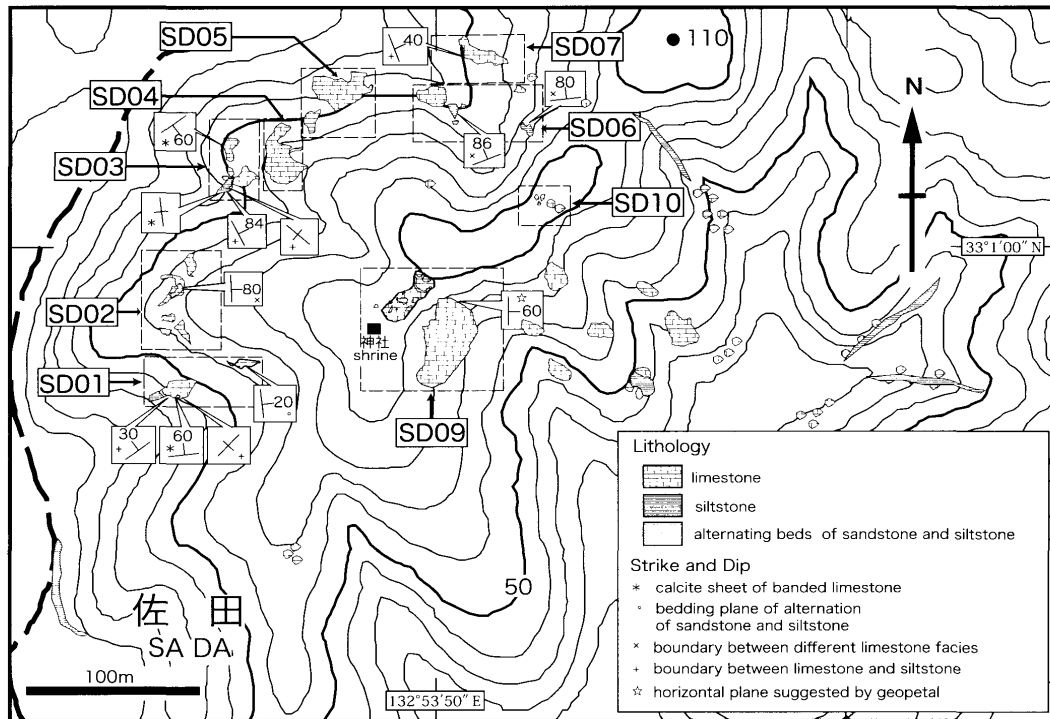 SD05
40
SD07
110
SD04
80
N
60
SD06
SD03
86
SD10
84
33°1′00″ N
SD02
80
60
神社
shrine
SD01
20
SD09
30
60
Lithology
limestone
siltstone
alternating beds of sandstone and siltstone
Strike and Dip
* calcite sheet of banded limestone
∘ bedding plane of alternation
of sandstone and siltstone
× boundary between different limestone facies
+ boundary between limestone and siltstone
☆ horizontal plane suggested by geopetal
50
佐田
SA DA
100m
132°53′50″ E